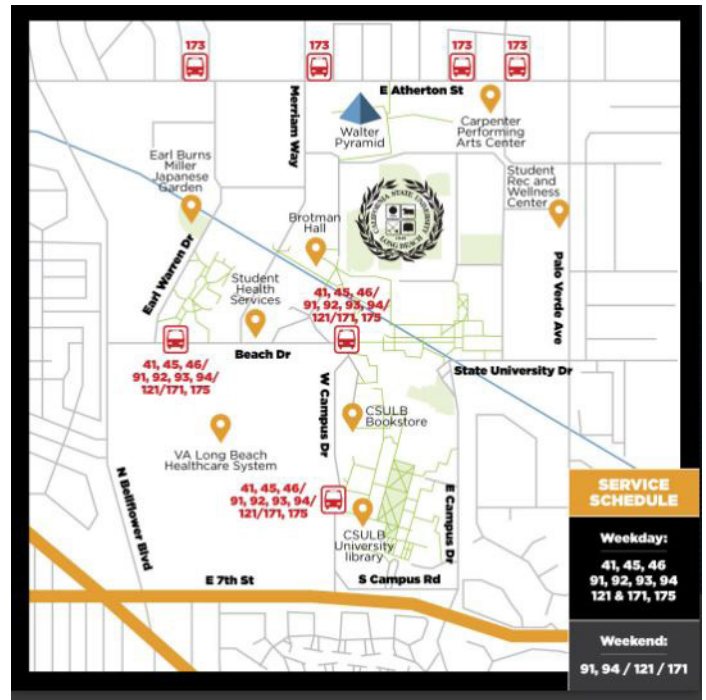 173
173
173
173
E Atherton St
Merriam Way
Walter
Pyramid
Carpenter
Performing
Arts Center
Earl Burns
Miller
Japanese
Garden
Student
Rec and
Wellness
Center
CALIFORNIA STATE UNIVERSITY
LONG BEACH
Brotman
Hall
Earl Warren Dr
Palo Verde Ave
Student
Health
Services
41, 45, 46/
91, 92, 93, 94/
121/171, 175
Beach Dr
41, 45, 46/
91, 92, 93, 94/
121/171, 175
State University Dr
W Campus Dr
CSULB
Bookstore
VA Long Beach
Healthcare System
N Bellflower Blvd
41, 45, 46/
91, 92, 93, 94/
121/171, 175
E Campus Dr
CSULB
University
library
E 7th St
S Campus Rd
SERVICE
SCHEDULE
Weekday:
41, 45, 46
91, 92, 93, 94
121 & 171, 175
Weekend:
91, 94 / 121 / 171